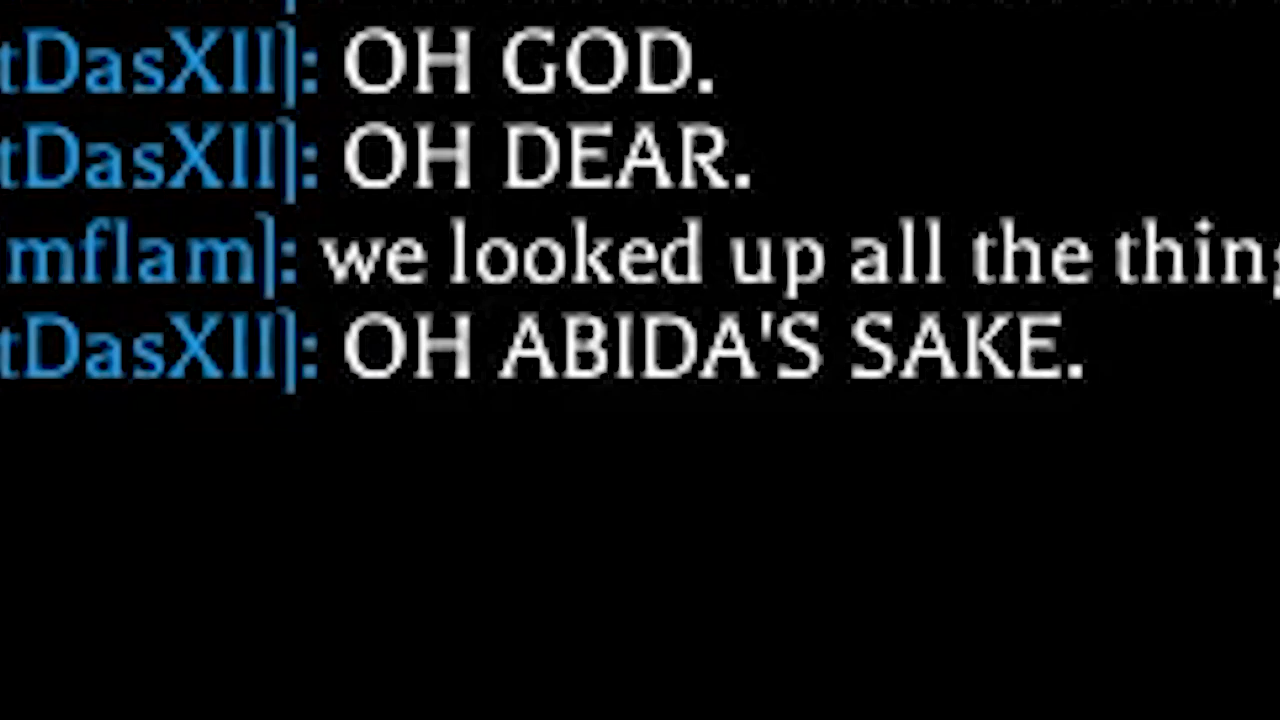 tDasXII]: OH GOD.
tDasXII]: OH DEAR.
mflam]: we looked up all the thing
tDasXII]: OH ABIDA'S SAKE.